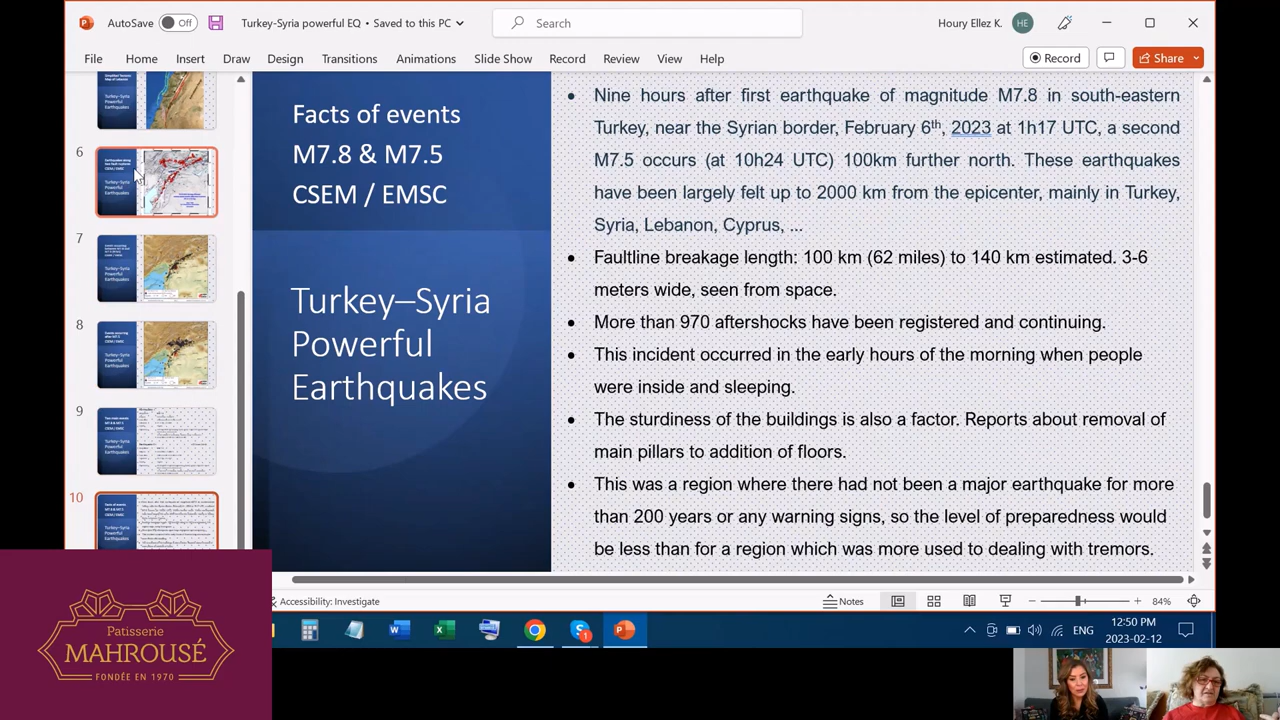 AutoSave Off Turkey-Syria powerful EQ • Saved to this PC Search Houry Ellez K. HE
File Home Insert Draw Design Transitions Animations Slide Show Record Review View Help Record Share
6
7
8
9
10
Turkey–Syria
Powerful
Earthquakes
Facts of events
M7.8 & M7.5
CSEM / EMSC
Turkey–Syria
Powerful
Earthquakes
• Nine hours after first earthquake of magnitude M7.8 in south-eastern
Turkey, near the Syrian border, February 6th, 2023 at 1h17 UTC, a second
M7.5 occurs (at 10h24 UTC) 100km further north. These earthquakes
have been largely felt up to 2000 km from the epicenter, mainly in Turkey,
Syria, Lebanon, Cyprus, ...
• Faultline breakage length: 100 km (62 miles) to 140 km estimated. 3-6
meters wide, seen from space.
• More than 970 aftershocks have been registered and continuing.
• This incident occurred in the early hours of the morning when people
were inside and sleeping.
• The sturdiness of the buildings is also a factor. Reports about removal of
main pillars to addition of floors.
• This was a region where there had not been a major earthquake for more
200 years or any warning signs, so the level of preparedness would
be less than for a region which was more used to dealing with tremors.
Accessibility: Investigate Notes 84%
ENG 12:50 PM
2023-02-12
Patisserie
MAHROUSÉ
FONDÉE EN 1970